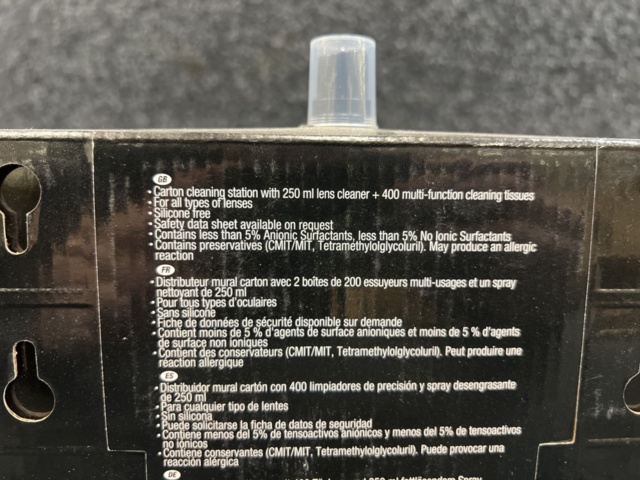 GB
• Carton cleaning station with 250 ml lens cleaner + 400 multi-function cleaning tissues
• For all types of lenses
• Silicone free
• Safety data sheet available on request
• Contains less than 5% Anionic Surfactants, less than 5% No Ionic Surfactants
• Contains preservatives (CMIT/MIT, Tetramethylolglycoluril). May produce an allergic
reaction
FR
• Distributeur mural carton avec 2 boîtes de 200 essuyeurs multi-usages et un spray
nettoyant de 250 ml
• Pour tous types d'oculaires
• Sans silicone
• Fiche de données de sécurité disponible sur demande
• Contient moins de 5 % d'agents de surface anioniques et moins de 5 % d'agents
de surface non ioniques
• Contient des conservateurs (CMIT/MIT, Tetramethylolglycoluril). Peut produire une
réaction allergique
ES
• Distribuidor mural cartón con 400 limpiadores de precisión y spray desengrasante
de 250 ml
• Para cualquier tipo de lentes
• Sin silicona
• Puede solicitarse la ficha de datos de seguridad
• Contiene menos del 5% de tensoactivos aniónicos y menos del 5% de tensoactivos
no iónicos
• Contiene conservantes (CMIT/MIT, Tetramethylolglycoluril). Puede provocar una
reacción alérgica
DE